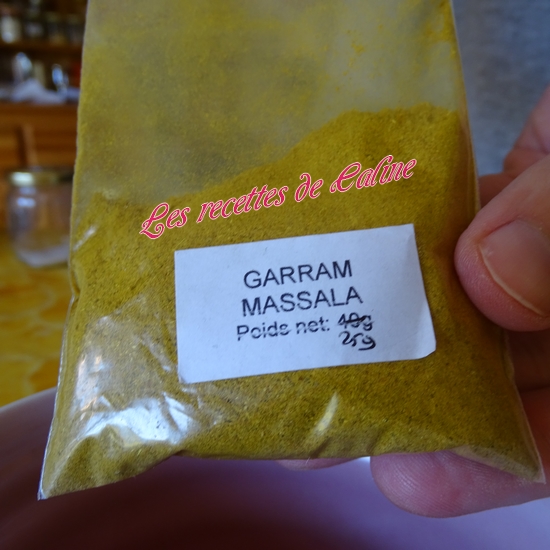 Les recettes de Caline
GARRAM
MASSALA
Poids net: 40g
25g